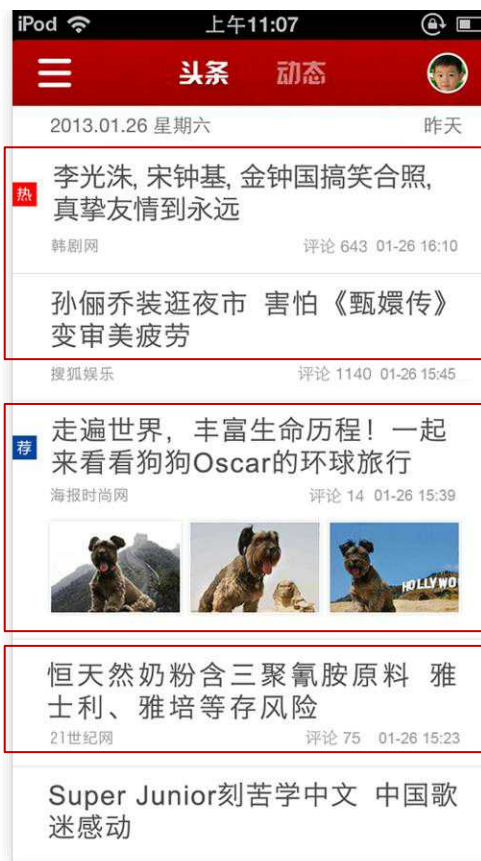 iPod 上午11:07
头条 动态
2013.01.26 星期六 昨天
热
李光洙, 宋钟基, 金钟国搞笑合照,
真挚友情到永远
韩剧网 评论 643 01-26 16:10
孙俪乔装逛夜市 害怕《甄嬛传》
变审美疲劳
搜狐娱乐 评论 1140 01-26 15:45
荐
走遍世界，丰富生命历程！一起
来看看狗狗Oscar的环球旅行
海报时尚网 评论 14 01-26 15:39
HOLLYWO
恒天然奶粉含三聚氰胺原料 雅
士利、雅培等存风险
21世纪网 评论 75 01-26 15:23
Super Junior刻苦学中文 中国歌
迷感动